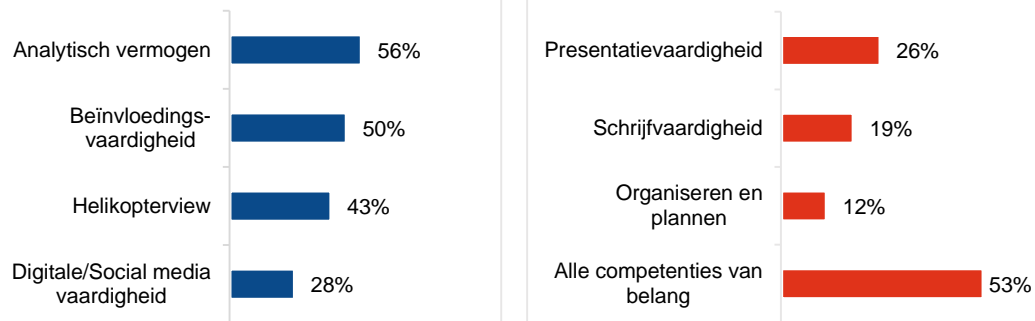 Analytisch vermogen
56%
Beïnvloedings-
vaardigheid
50%
Helikopterview
43%
Digitale/Social media
vaardigheid
28%
Presentatievaardigheid
26%
Schrijfvaardigheid
19%
Organiseren en
plannen
12%
Alle competenties van
belang
53%